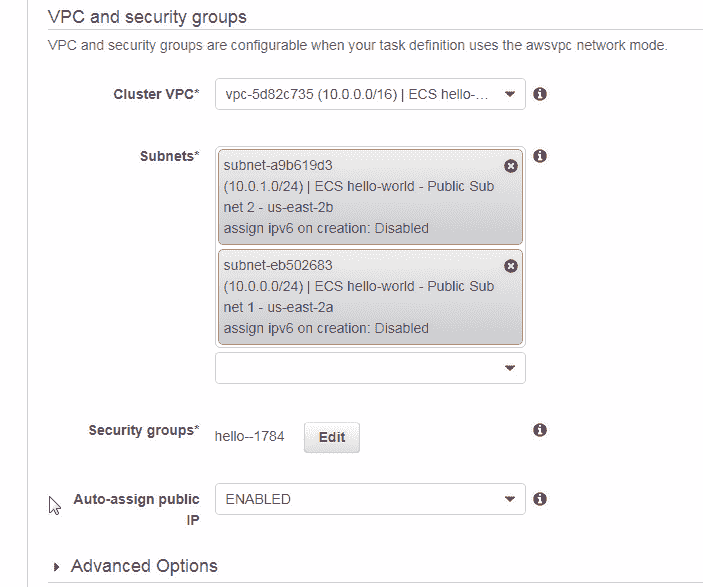 VPC and security groups
VPC and security groups are configurable when your task definition uses the awsvpc network mode.
Cluster VPC* vpc-5d82c735 (10.0.0.0/16) | ECS hello-...
Subnets* subnet-a9b619d3
(10.0.1.0/24) | ECS hello-world - Public Sub
net 2 - us-east-2b
assign ipv6 on creation: Disabled
subnet-eb502683
(10.0.0.0/24) | ECS hello-world - Public Sub
net 1 - us-east-2a
assign ipv6 on creation: Disabled
Security groups* hello--1784 Edit
Auto-assign public ENABLED
IP
Advanced Options